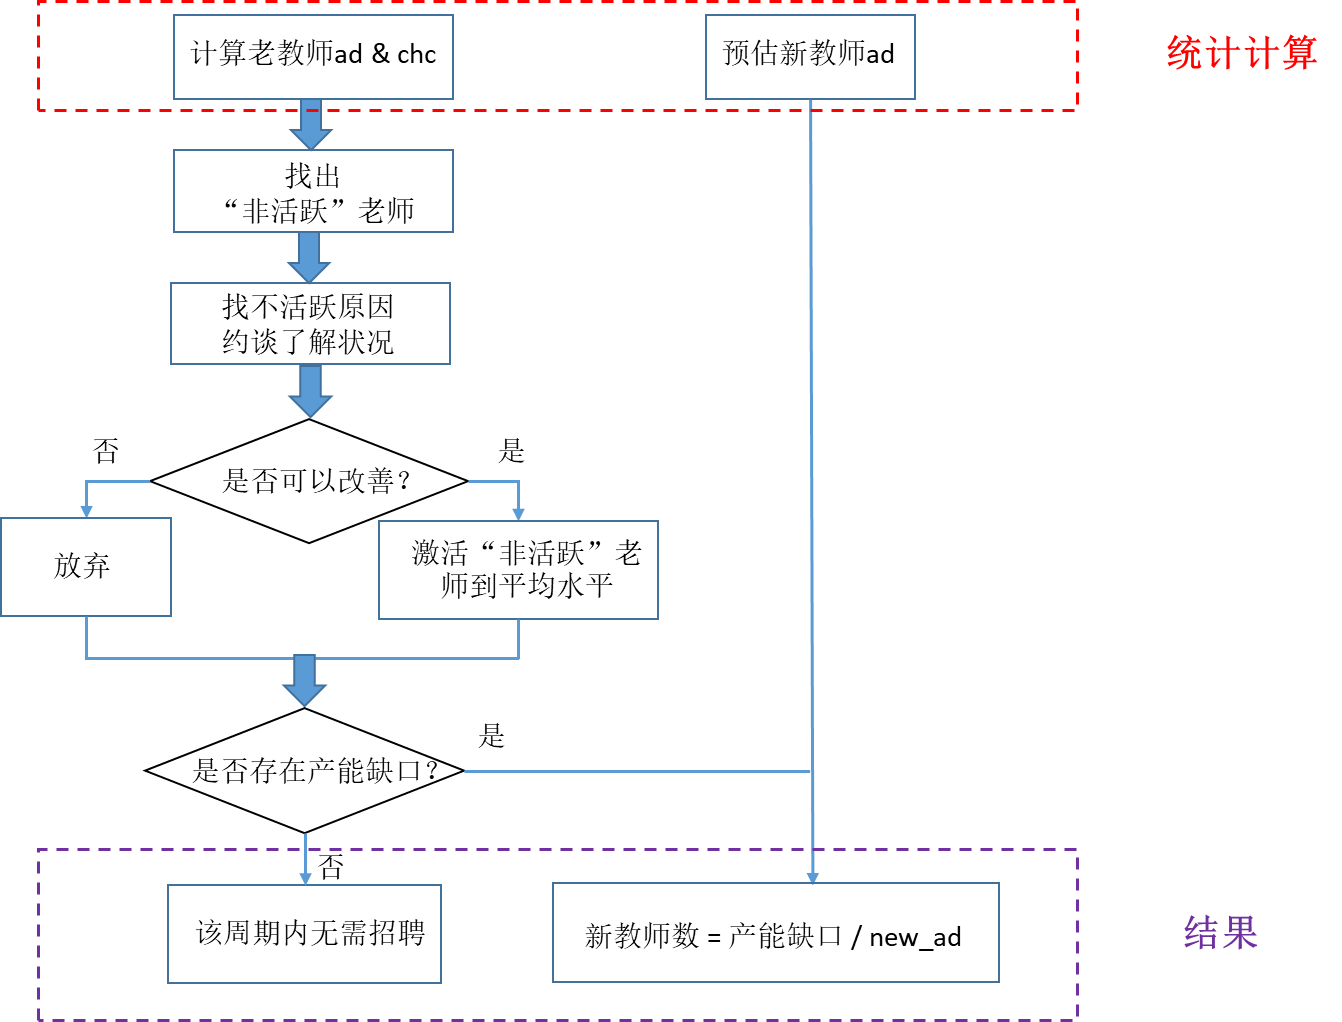 计算老教师ad & chc
预估新教师ad
统计计算
找出
“非活跃”老师
找不活跃原因
约谈了解状况
否
是
是否可以改善?
放弃
激活“非活跃”老
师到平均水平
是
是否存在产能缺口?
否
该周期内无需招聘
新教师数 = 产能缺口 / new_ad
结果